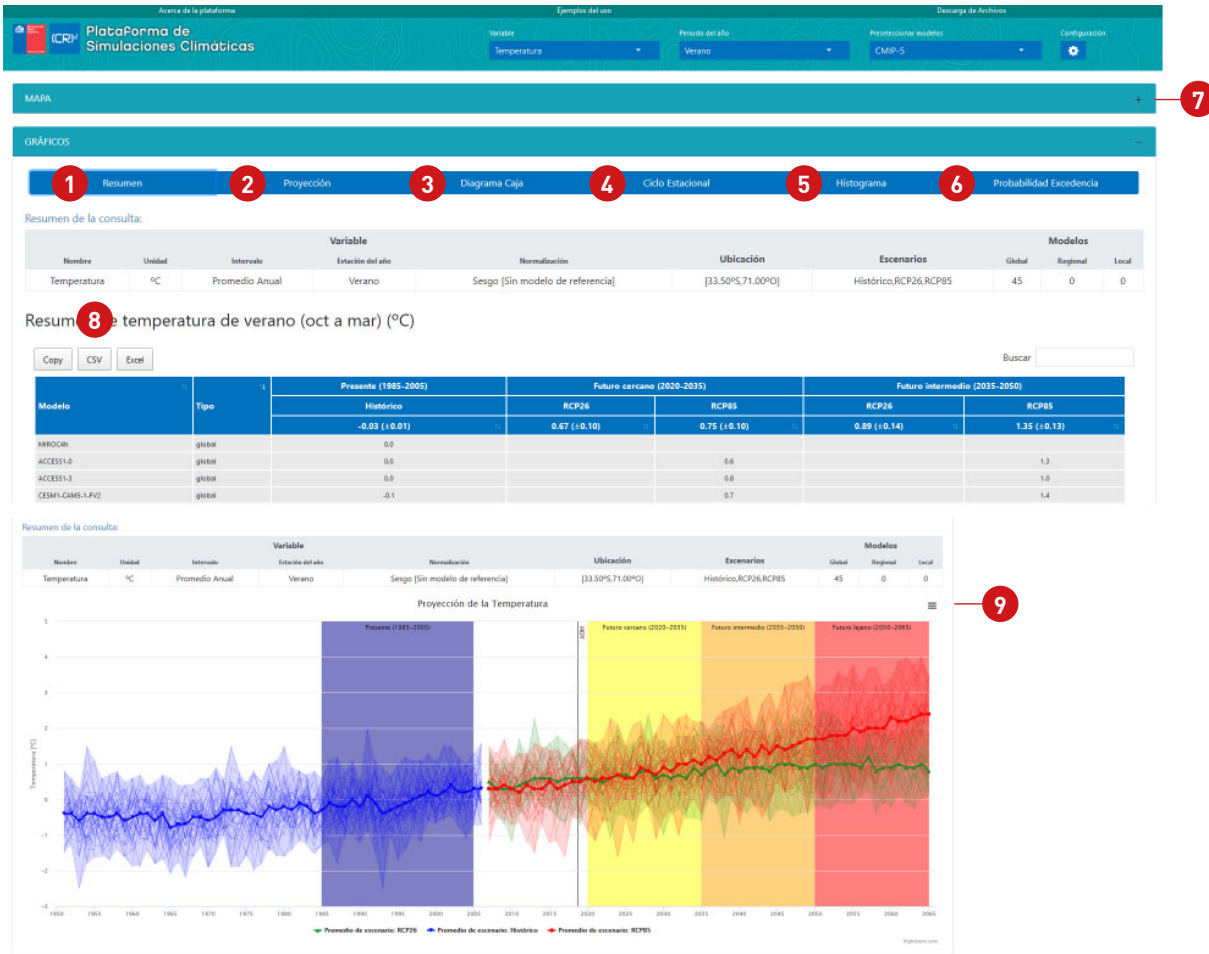 Acerca de la plataforma Ejemplos del uso Descarga de Archivos
(CR)² Plataforma de Simulaciones Climáticas
Variable Periodo del año Preseleccionar modelos Configuración
Temperatura Verano CMIP-5
MAPA + 7
GRÁFICOS −
1 Resumen 2 Proyección 3 Diagrama Caja 4 Ciclo Estacional 5 Histograma 6 Probabilidad Excedencia
Resumen de la consulta:
Variable Ubicación Escenarios Modelos
Nombre Unidad Intervalo Estación del año Normalización Global Regional Local
Temperatura ºC Promedio Anual Verano Sesgo [Sin modelo de referencia] [33.50ºS,71.00ºO] Histórico,RCP26,RCP85 45 0 0
Resum 8 e temperatura de verano (oct a mar) (ºC)
Copy CSV Excel Buscar
Modelo Tipo Presente (1985-2005) Futuro cercano (2020-2035) Futuro intermedio (2035-2050)
Histórico RCP26 RCP85 RCP26 RCP85
-0.03 (±0.01) 0.67 (±0.10) 0.75 (±0.10) 0.89 (±0.14) 1.35 (±0.13)
MIROC4h global 0.0
ACCESS1-0 global 0.0 0.6 1.3
ACCESS1-3 global 0.0 0.8 1.0
CESM1-CAM5-1-FV2 global -0.1 0.7 1.4
Resumen de la consulta:
Variable Ubicación Escenarios Modelos
Nombre Unidad Intervalo Estación del año Normalización Global Regional Local
Temperatura ºC Promedio Anual Verano Sesgo [Sin modelo de referencia] [33.50ºS,71.00ºO] Histórico,RCP26,RCP85 45 0 0
Proyección de la Temperatura 9
Presente (1985-2005) AÑO Futuro cercano (2020-2035) Futuro intermedio (2035-2050) Futuro lejano (2050-2065)
Temperatura [ºC]
5
4
3
2
1
0
-1
-2
-3
1950 1955 1960 1965 1970 1975 1980 1985 1990 1995 2000 2005 2010 2015 2020 2025 2030 2035 2040 2045 2050 2055 2060 2065
Promedio de escenario: RCP26 Promedio de escenario: Histórico Promedio de escenario: RCP85
Highcharts.com